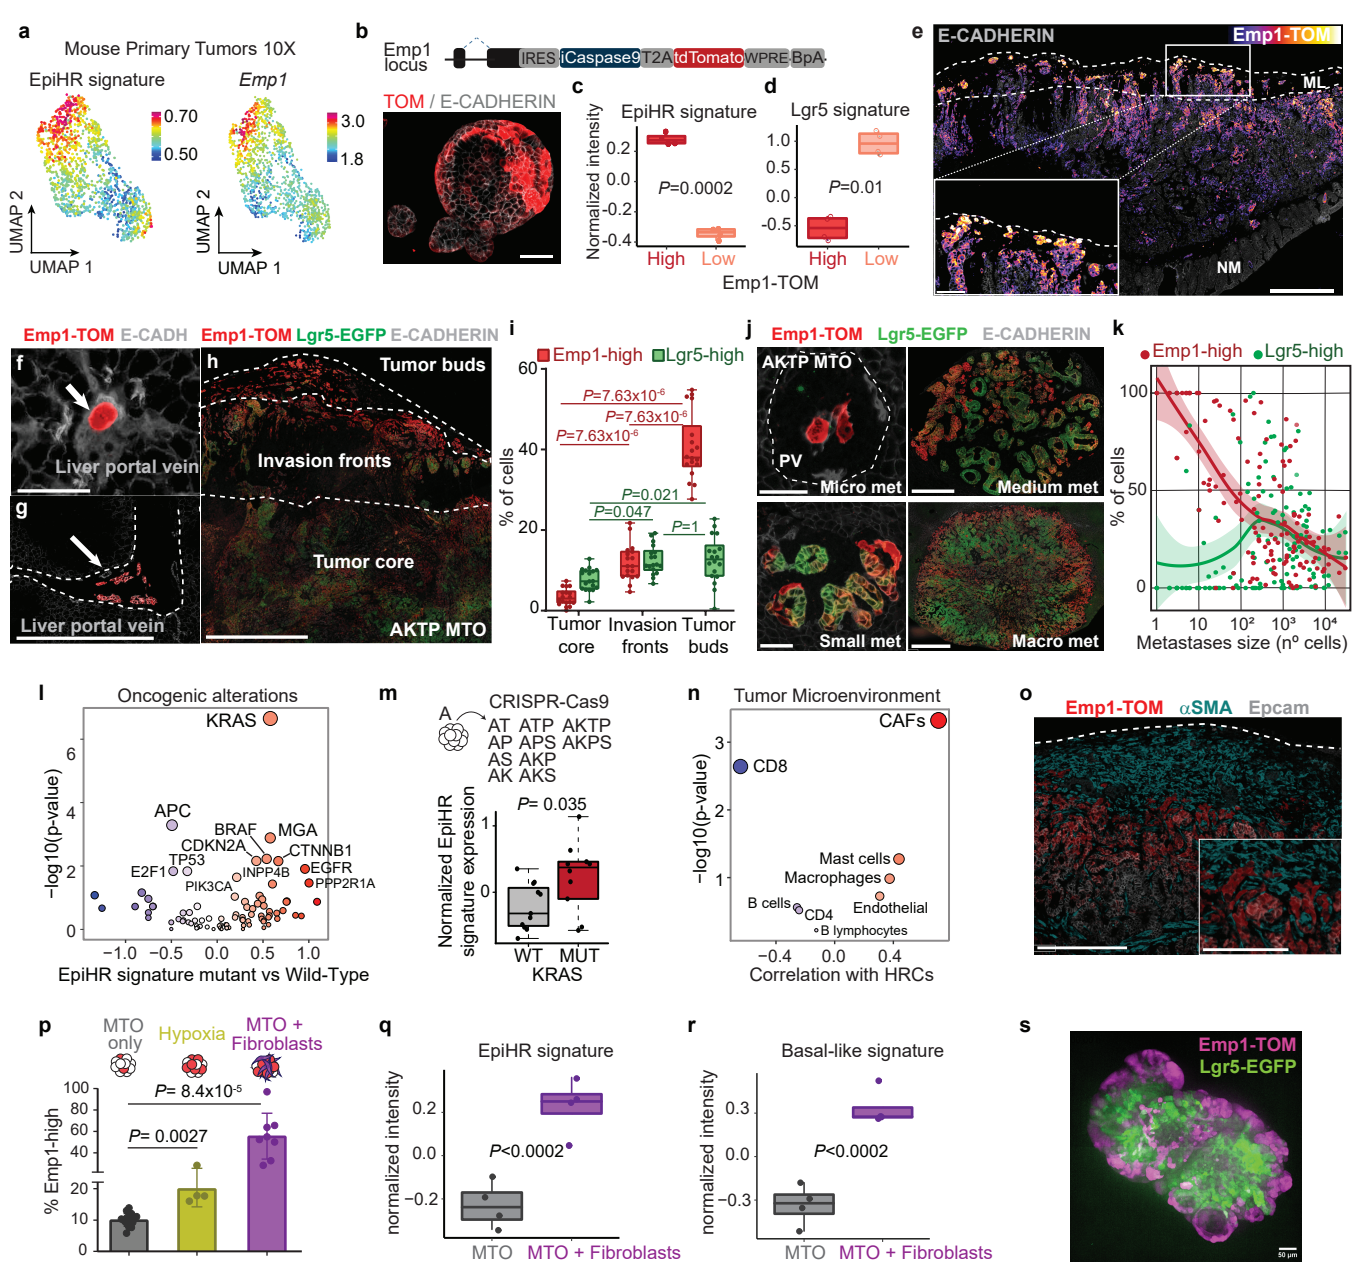 a
Mouse Primary Tumors 10X
EpiHR signature
Emp1
0.70
0.50
3.0
1.8
UMAP 2
UMAP 1
UMAP 2
UMAP 1
b
Emp1
locus
IRES
iCaspase9
T2A
tdTomato
WPRE
BpA
TOM / E-CADHERIN
c
EpiHR signature
Normalized intensity
0.2
0.0
−0.2
−0.4
P=0.0002
High
Low
d
Lgr5 signature
1.0
0.5
0.0
−0.5
P=0.01
High
Low
Emp1-TOM
e
E-CADHERIN
Emp1-TOM
ML
NM
Emp1-TOM E-CADH
f
Liver portal vein
g
Liver portal vein
Emp1-TOM Lgr5-EGFP E-CADHERIN
h
Tumor buds
Invasion fronts
Tumor core
AKTP MTO
i
Emp1-high
Lgr5-high
% of cells
60
40
20
0
P=7.63x10-6
P=7.63x10-6
P=7.63x10-6
P=0.021
P=0.047
P=1
Tumor
core
Invasion
fronts
Tumor
buds
j
Emp1-TOM Lgr5-EGFP E-CADHERIN
AKTP MTO
PV
Micro met
Medium met
Small met
Macro met
k
Emp1-high
Lgr5-high
% of cells
100
50
0
1
10
10²
10³
10⁴
Metastases size (nº cells)
l
Oncogenic alterations
−log10(p-value)
6
4
2
0
KRAS
APC
BRAF
MGA
CDKN2A
CTNNB1
TP53
E2F1
INPP4B
EGFR
PIK3CA
PPP2R1A
−1.0
−0.5
0.0
0.5
1.0
EpiHR signature mutant vs Wild-Type
m
CRISPR-Cas9
A
AT ATP AKTP
AP APS AKPS
AS AKP
AK AKS
Normalized EpiHR
signature expression
P= 0.035
1
0
WT
MUT
KRAS
n
Tumor Microenvironment
−log10(p-value)
3
2
1
CAFs
CD8
Mast cells
Macrophages
B cells
CD4
Endothelial
B lymphocytes
−0.4
0.0
0.4
Correlation with HRCs
o
Emp1-TOM αSMA Epcam
p
MTO
only
Hypoxia
MTO +
Fibroblasts
% Emp1-high
100
80
60
40
20
10
0
P= 8.4x10-5
P= 0.0027
q
EpiHR signature
normalized intensity
0.2
0.0
−0.2
P<0.0002
MTO
MTO + Fibroblasts
r
Basal-like signature
normalized intensity
0.3
0.0
−0.3
P<0.0002
MTO
MTO + Fibroblasts
s
Emp1-TOM
Lgr5-EGFP
50 µm